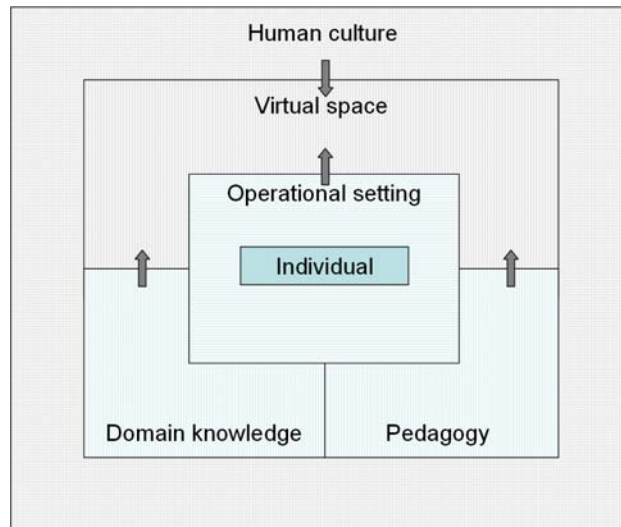 Human culture
Virtual space
Operational setting
Individual
Domain knowledge
Pedagogy